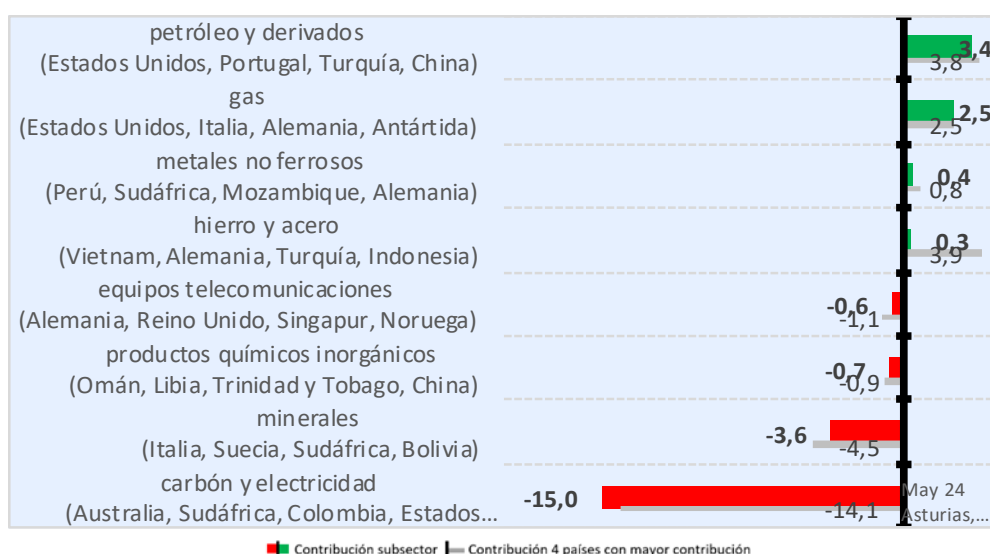 petróleo y derivados
(Estados Unidos, Portugal, Turquía, China)
3,4
3,8
gas
(Estados Unidos, Italia, Alemania, Antártida)
2,5
2,5
metales no ferrosos
(Perú, Sudáfrica, Mozambique, Alemania)
0,4
0,8
hierro y acero
(Vietnam, Alemania, Turquía, Indonesia)
0,3
3,9
equipos telecomunicaciones
(Alemania, Reino Unido, Singapur, Noruega)
-0,6
-1,1
productos químicos inorgánicos
(Omán, Libia, Trinidad y Tobago, China)
-0,7
-0,9
minerales
(Italia, Suecia, Sudáfrica, Bolivia)
-3,6
-4,5
carbón y electricidad
(Australia, Sudáfrica, Colombia, Estados...
-15,0
-14,1
May 24
Asturias,...
Contribución subsector
Contribución 4 países con mayor contribución